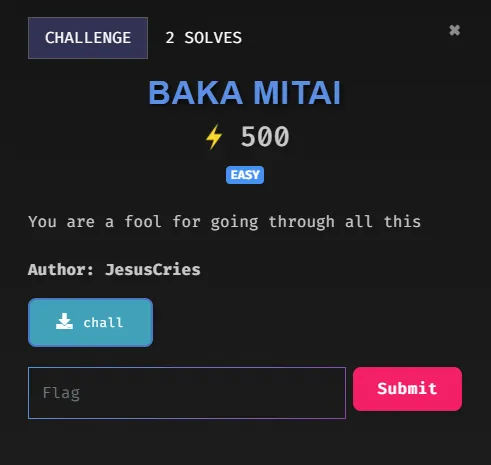 CHALLENGE 2 SOLVES ✖
BAKA MITAI
⚡ 500
EASY
You are a fool for going through all this
Author: JesusCries
chall
Flag Submit